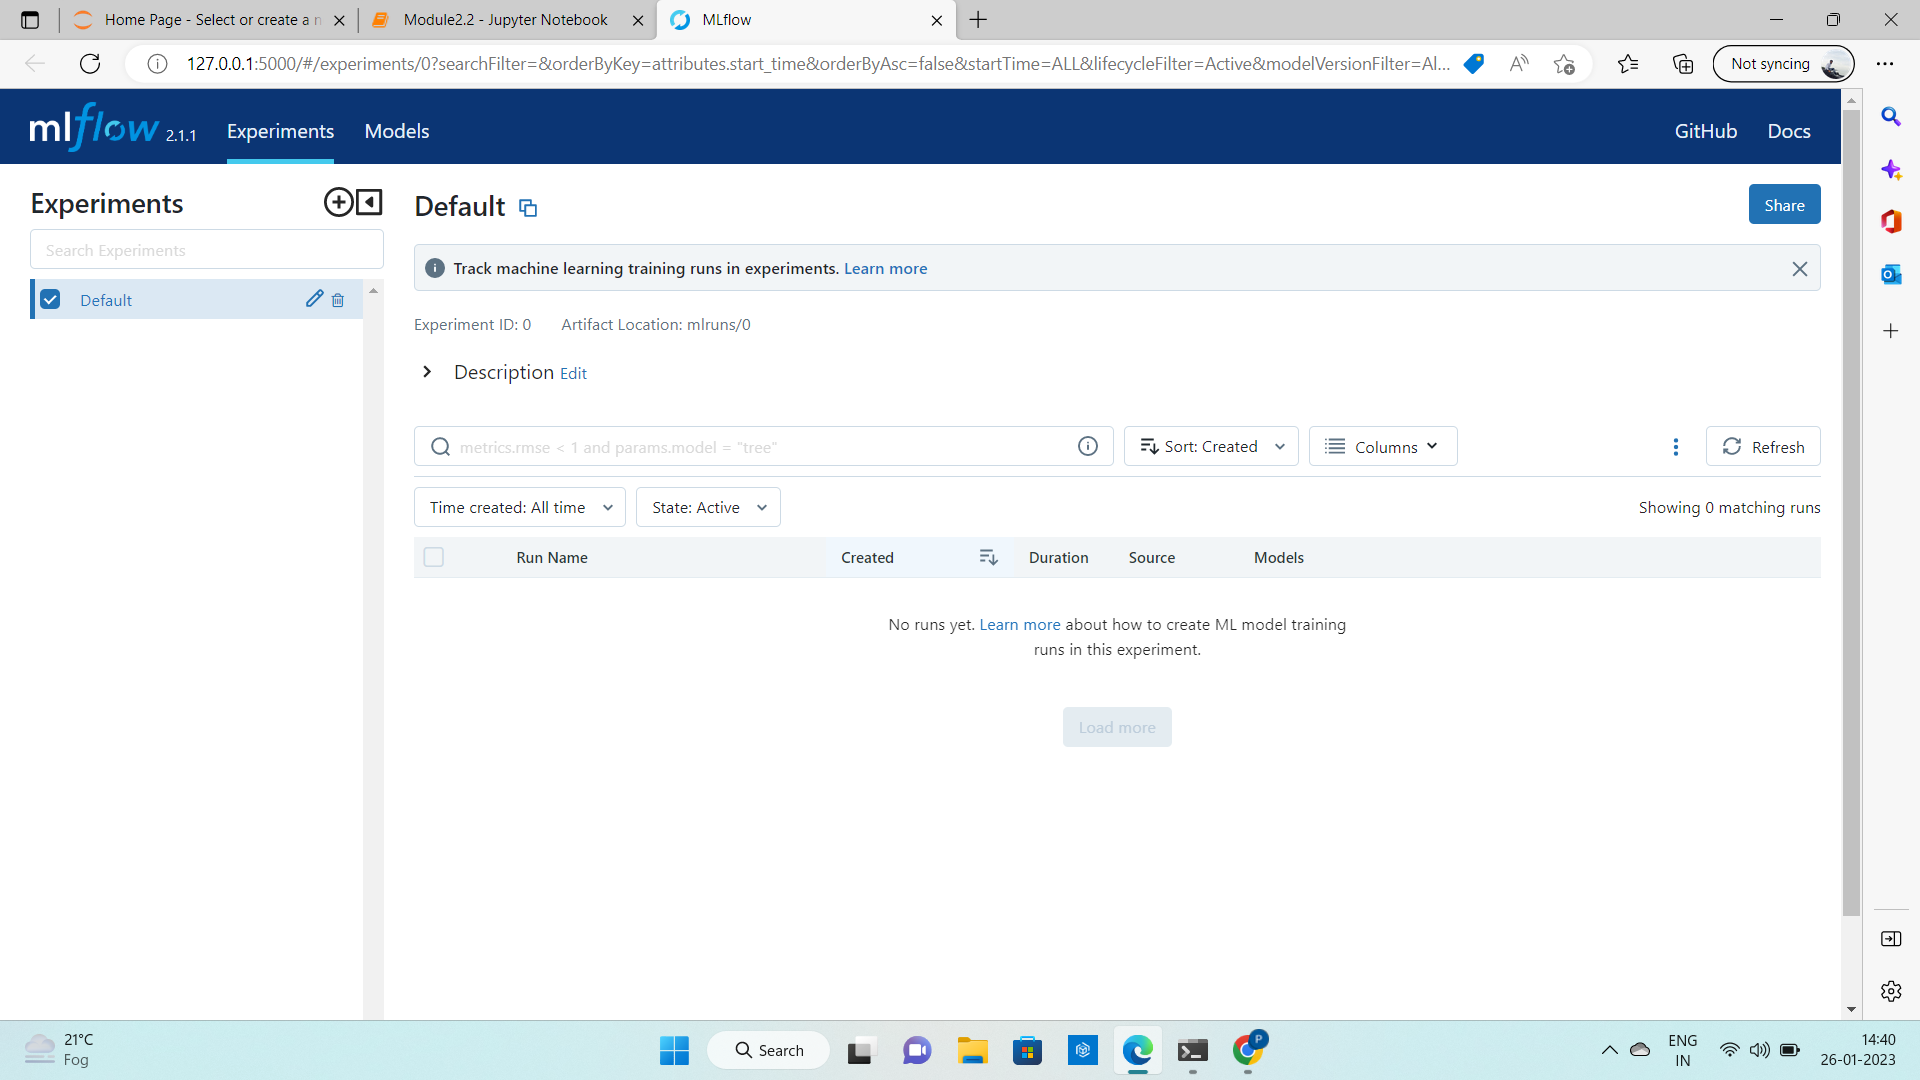 Home Page - Select or create a n
Module2.2 - Jupyter Notebook
MLflow
127.0.0.1:5000/#/experiments/0?searchFilter=&orderByKey=attributes.start_time&orderByAsc=false&startTime=ALL&lifecycleFilter=Active&modelVersionFilter=Al...
Not syncing
mlflow 2.1.1
Experiments
Models
GitHub
Docs
Experiments
Search Experiments
Default
Default
Share
Track machine learning training runs in experiments. Learn more
Experiment ID: 0
Artifact Location: mlruns/0
Description Edit
metrics.rmse < 1 and params.model = "tree"
Sort: Created
Columns
Refresh
Time created: All time
State: Active
Showing 0 matching runs
Run Name
Created
Duration
Source
Models
No runs yet. Learn more about how to create ML model training
runs in this experiment.
Load more
21°C
Fog
Search
P
ENG
IN
14:40
26-01-2023